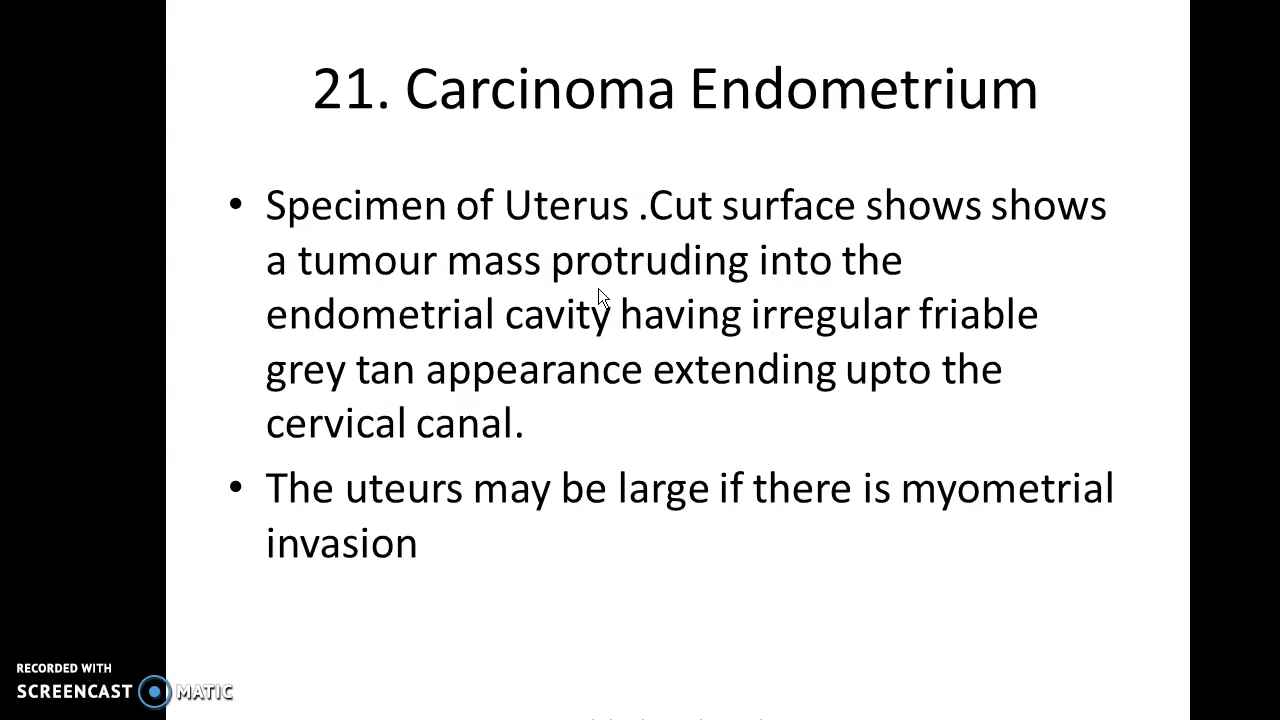 21. Carcinoma Endometrium
• Specimen of Uterus .Cut surface shows shows
a tumour mass protruding into the
endometrial cavity having irregular friable
grey tan appearance extending upto the
cervical canal.
• The uteurs may be large if there is myometrial
invasion
RECORDED WITH
SCREENCAST MATIC